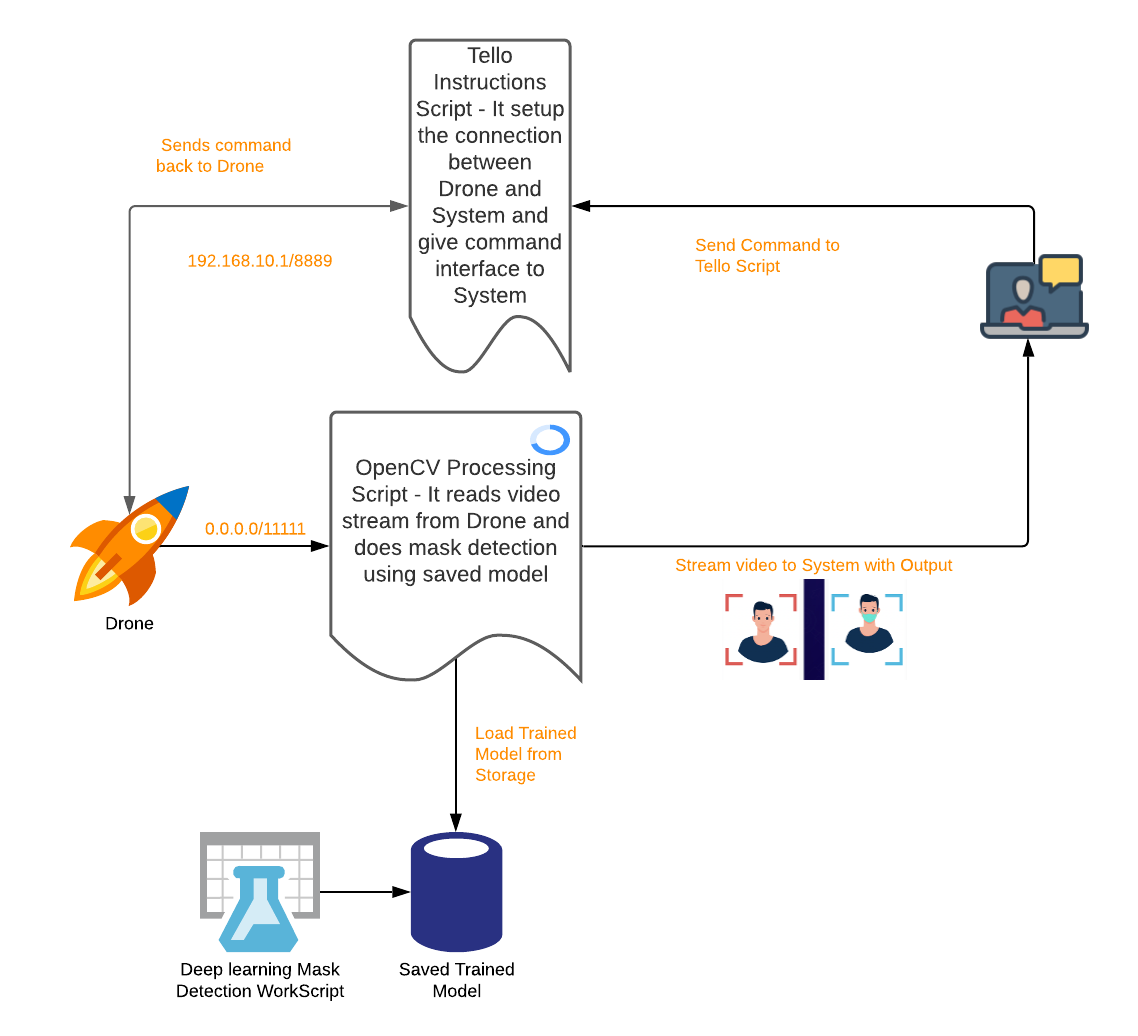 Tello
Instructions
Script - It setup
the connection
between
Drone and
System and
give command
interface to
System
Sends command
back to Drone
192.168.10.1/8889
Send Command to
Tello Script
OpenCV Processing
Script - It reads video
stream from Drone and
does mask detection
using saved model
0.0.0.0/11111
Drone
Stream video to System with Output
Load Trained
Model from
Storage
Deep learning Mask
Detection WorkScript
Saved Trained
Model